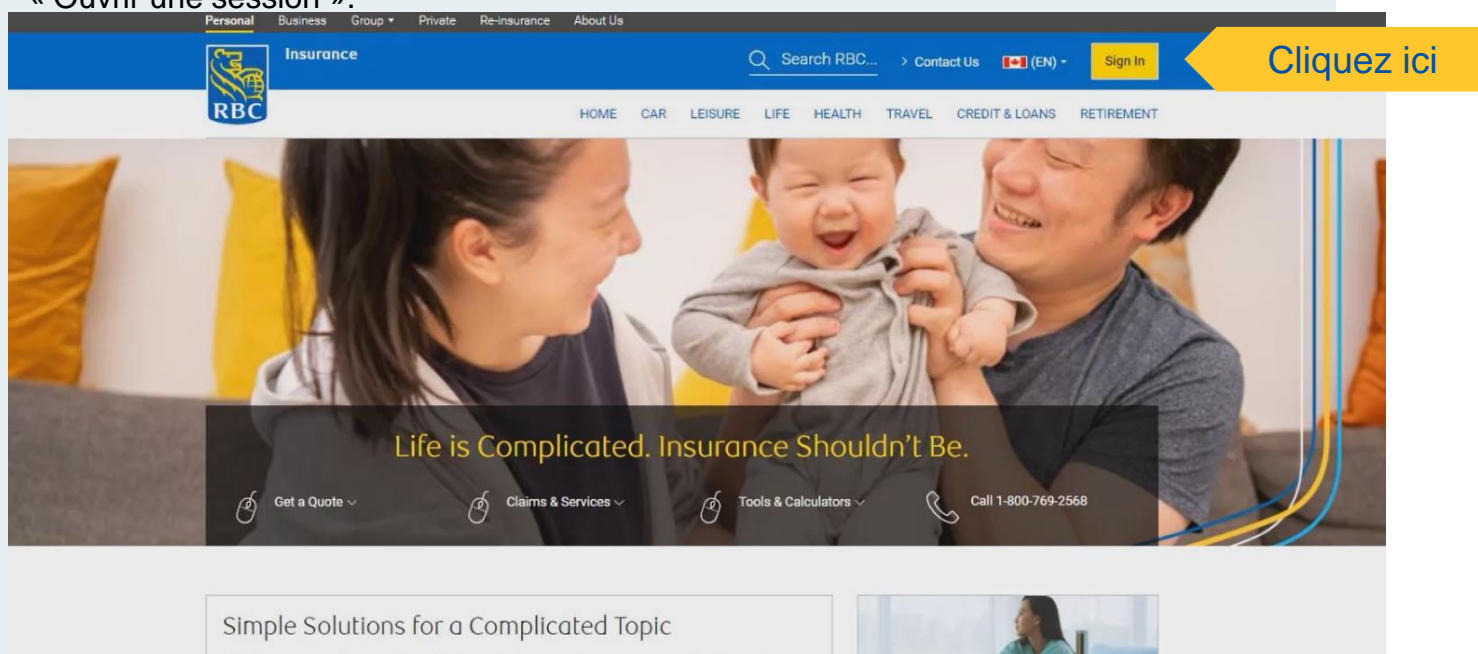 « Ouvrir une session ».
Personal Business Group Private Re-insurance About Us
Insurance
Search RBC... > Contact Us (EN) Sign In
Cliquez ici
RBC
HOME CAR LEISURE LIFE HEALTH TRAVEL CREDIT & LOANS RETIREMENT
Life is Complicated. Insurance Shouldn't Be.
Get a Quote Claims & Services Tools & Calculators Call 1-800-769-2568
Simple Solutions for a Complicated Topic